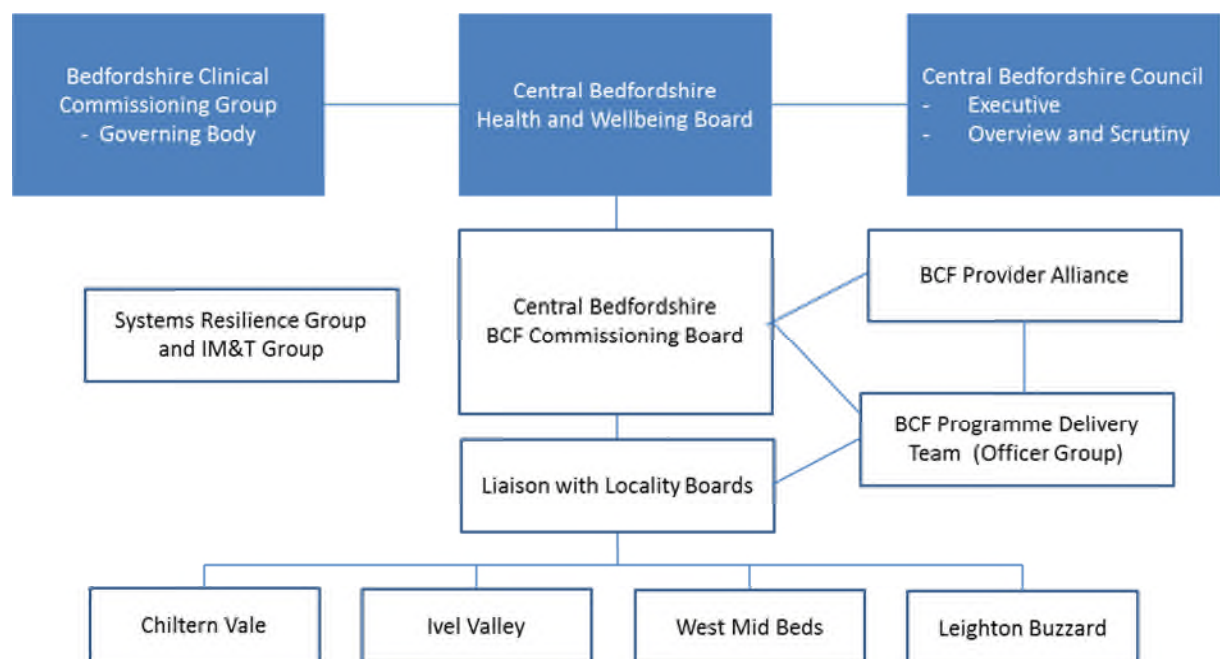 Bedfordshire Clinical
Commissioning Group
- Governing Body
Central Bedfordshire
Health and Wellbeing Board
Central Bedfordshire Council
- Executive
- Overview and Scrutiny
Systems Resilience Group
and IM&T Group
Central Bedfordshire
BCF Commissioning Board
BCF Provider Alliance
BCF Programme Delivery
Team (Officer Group)
Liaison with Locality Boards
Chiltern Vale
Ivel Valley
West Mid Beds
Leighton Buzzard